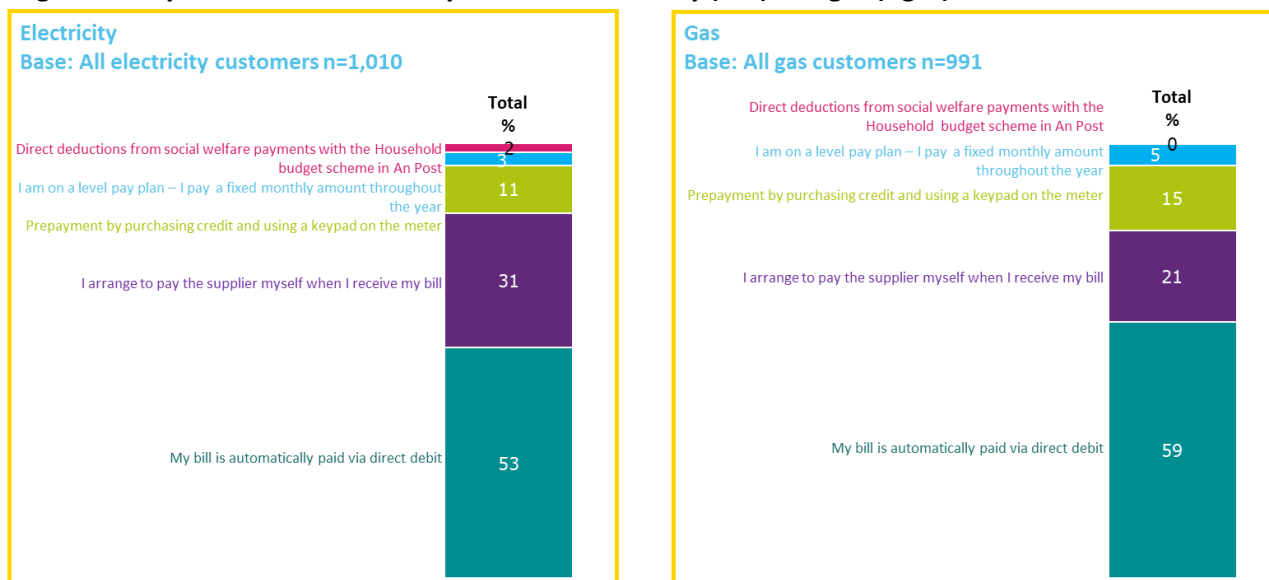 Electricity
Base: All electricity customers n=1,010
Total
%
Direct deductions from social welfare payments with the Household
budget scheme in An Post
2
I am on a level pay plan – I pay a fixed monthly amount throughout
the year
3
Prepayment by purchasing credit and using a keypad on the meter
11
I arrange to pay the supplier myself when I receive my bill
31
My bill is automatically paid via direct debit
53
Gas
Base: All gas customers n=991
Total
%
Direct deductions from social welfare payments with the
Household budget scheme in An Post
0
I am on a level pay plan – I pay a fixed monthly amount
throughout the year
5
Prepayment by purchasing credit and using a keypad on the meter
15
I arrange to pay the supplier myself when I receive my bill
21
My bill is automatically paid via direct debit
59